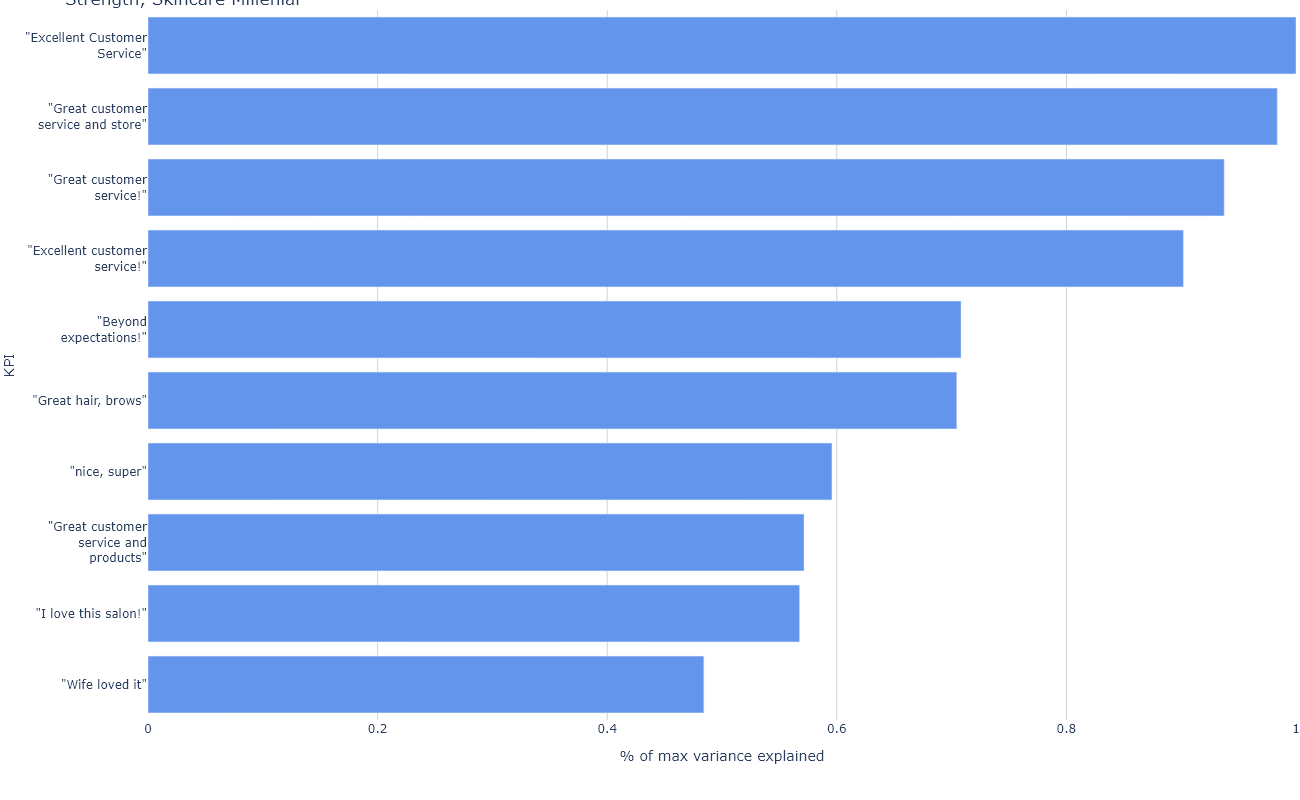 Strength, Skincare Millenial
"Excellent Customer
Service"
"Great customer
service and store"
"Great customer
service!"
"Excellent customer
service!"
"Beyond
expectations!"
"Great hair, brows"
"nice, super"
"Great customer
service and
products"
"I love this salon!"
"Wife loved it"
KPI
0 0.2 0.4 0.6 0.8 1
% of max variance explained